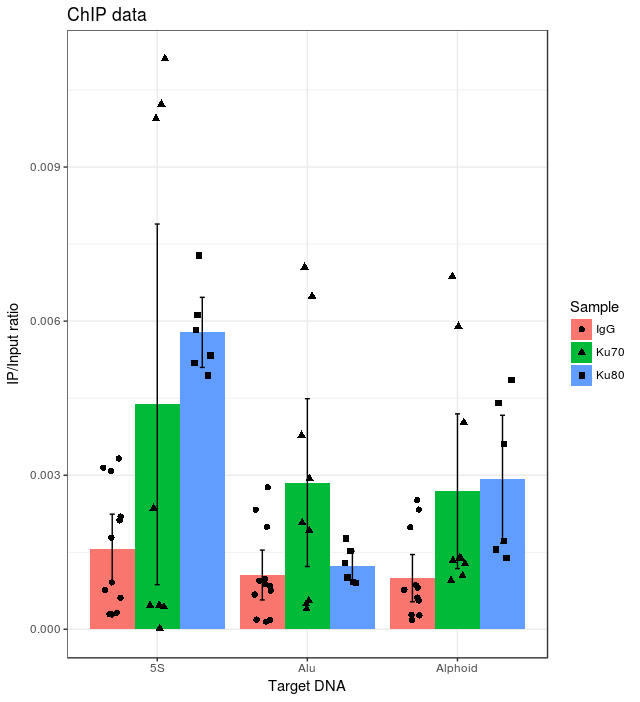 ChIP data
IP/Input ratio
0.009
0.006
0.003
0.000
5S
Alu
Alphoid
Target DNA
Sample
IgG
Ku70
Ku80